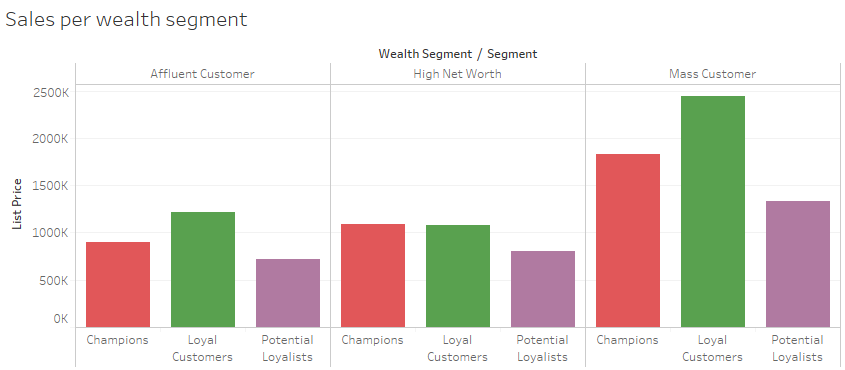 Sales per wealth segment
Wealth Segment / Segment
Affluent Customer
High Net Worth
Mass Customer
List Price
2500K
2000K
1500K
1000K
500K
0K
Champions
Loyal
Customers
Potential
Loyalists
Champions
Loyal
Customers
Potential
Loyalists
Champions
Loyal
Customers
Potential
Loyalists